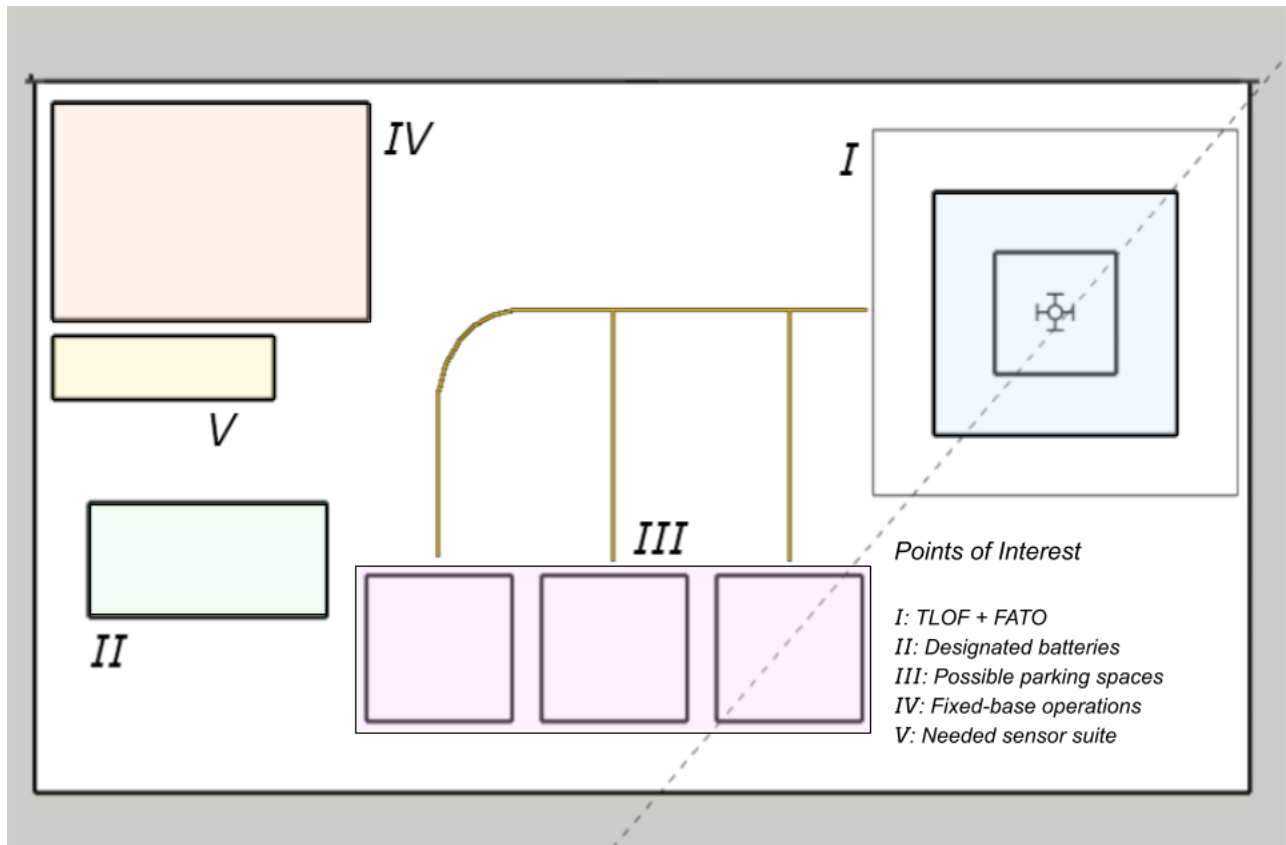 IV
I
V
III
II
Points of Interest
I: TLOF + FATO
II: Designated batteries
III: Possible parking spaces
IV: Fixed-base operations
V: Needed sensor suite